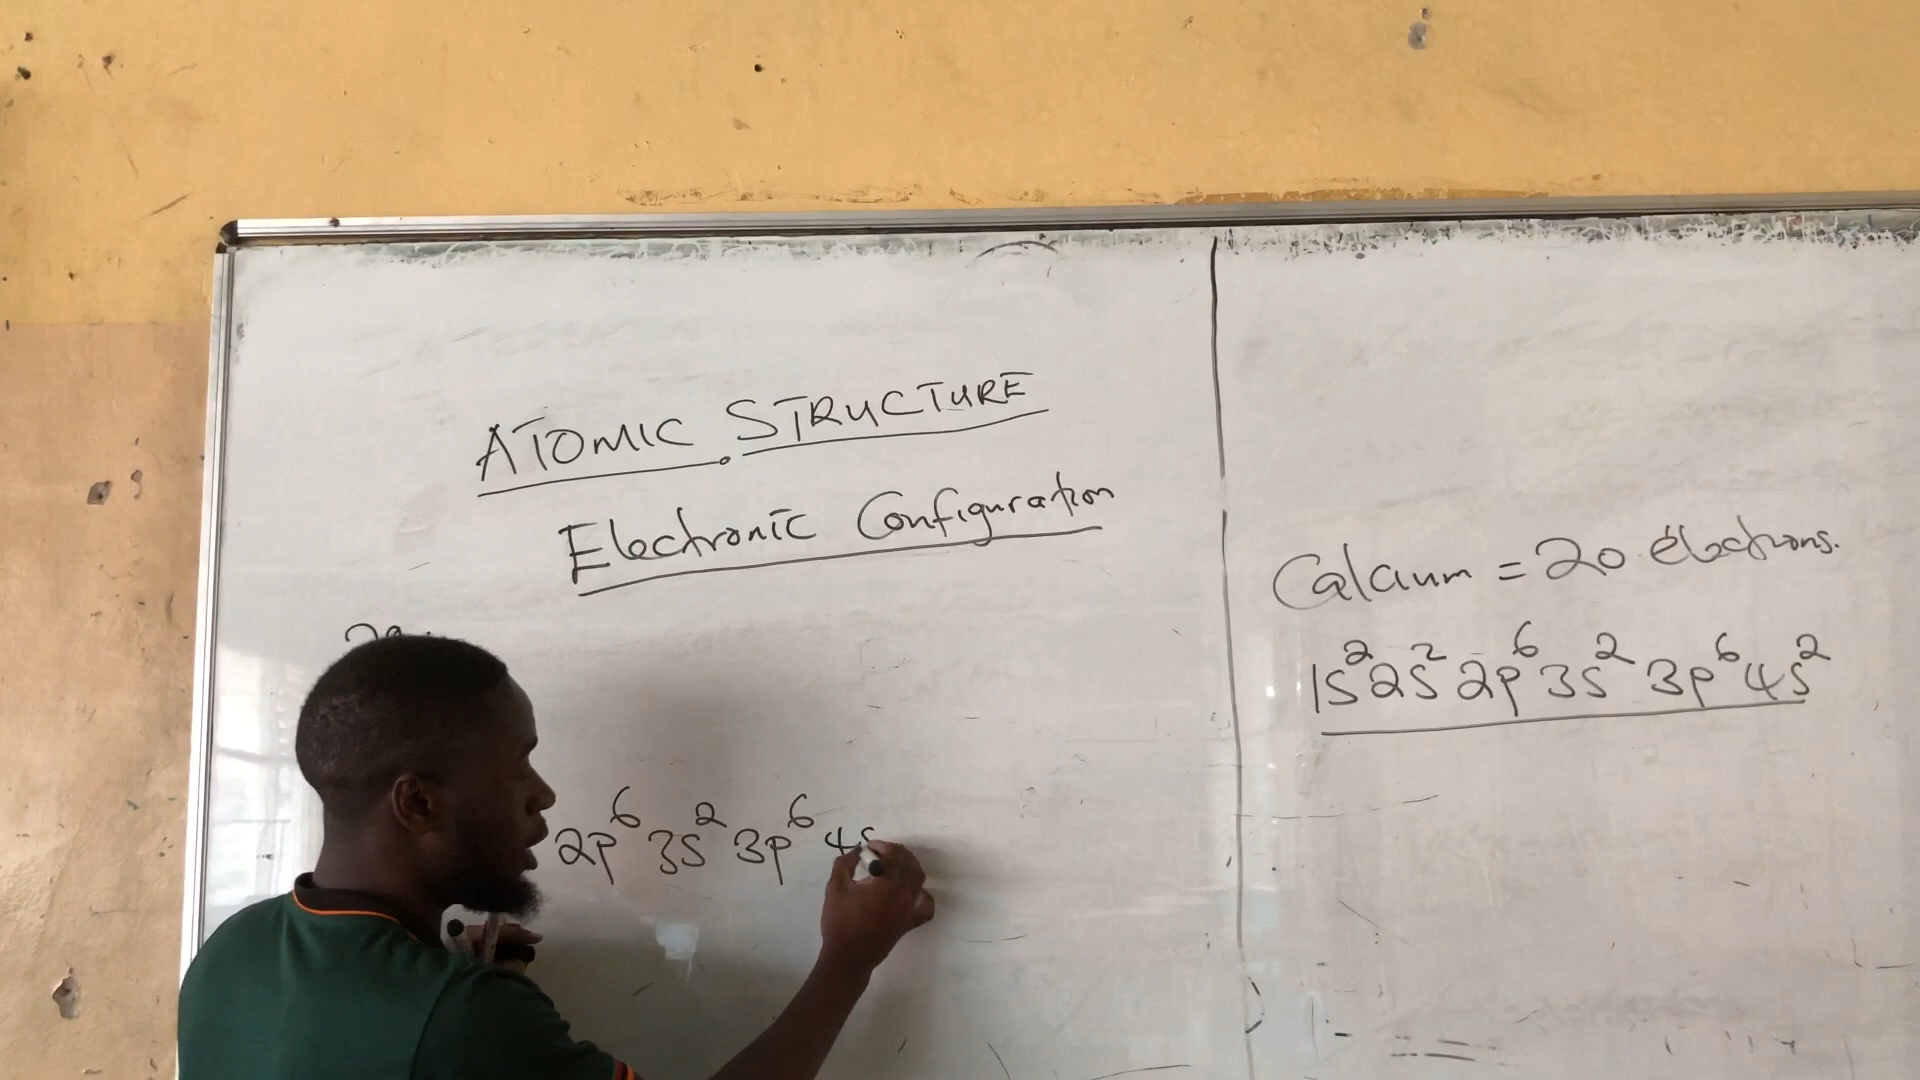 ATOMIC STRUCTURE
Electronic Configuration
2p⁶ 3s² 3p⁶ 4s
Calcium = 20 electrons.
1s² 2s² 2p⁶ 3s² 3p⁶ 4s²